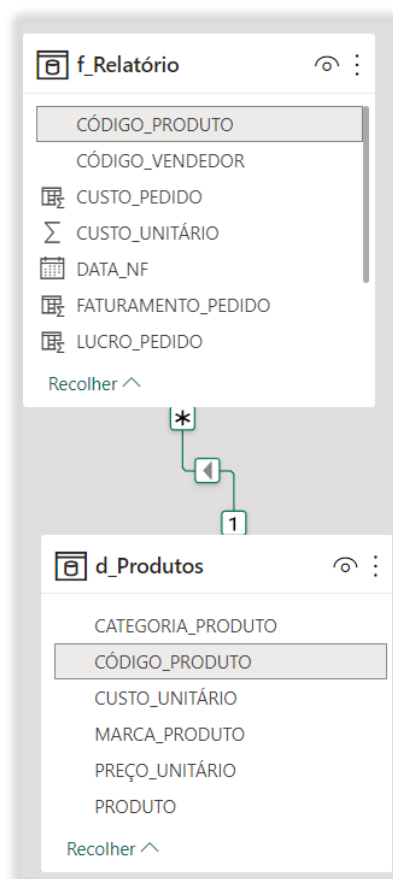 f_Relatório
CÓDIGO_PRODUTO
CÓDIGO_VENDEDOR
CUSTO_PEDIDO
CUSTO_UNITÁRIO
DATA_NF
FATURAMENTO_PEDIDO
LUCRO_PEDIDO
Recolher
*
1
d_Produtos
CATEGORIA_PRODUTO
CÓDIGO_PRODUTO
CUSTO_UNITÁRIO
MARCA_PRODUTO
PREÇO_UNITÁRIO
PRODUTO
Recolher